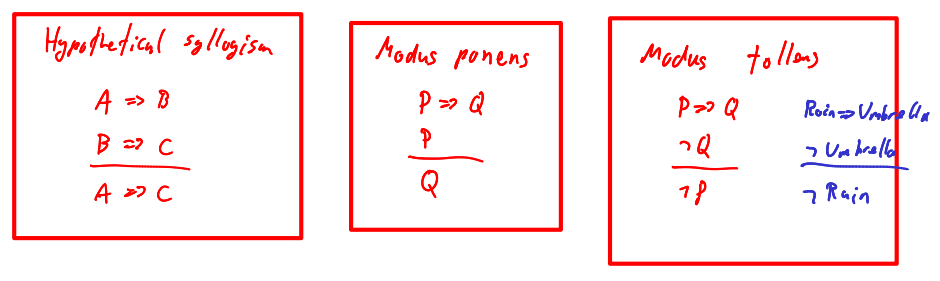 Hypothetical syllogism
A => B
B => C
A => C
Modus ponens
P => Q
P
Q
Modus tollens
P => Q
¬Q
¬P
Rain => Umbrella
¬Umbrella
¬Rain